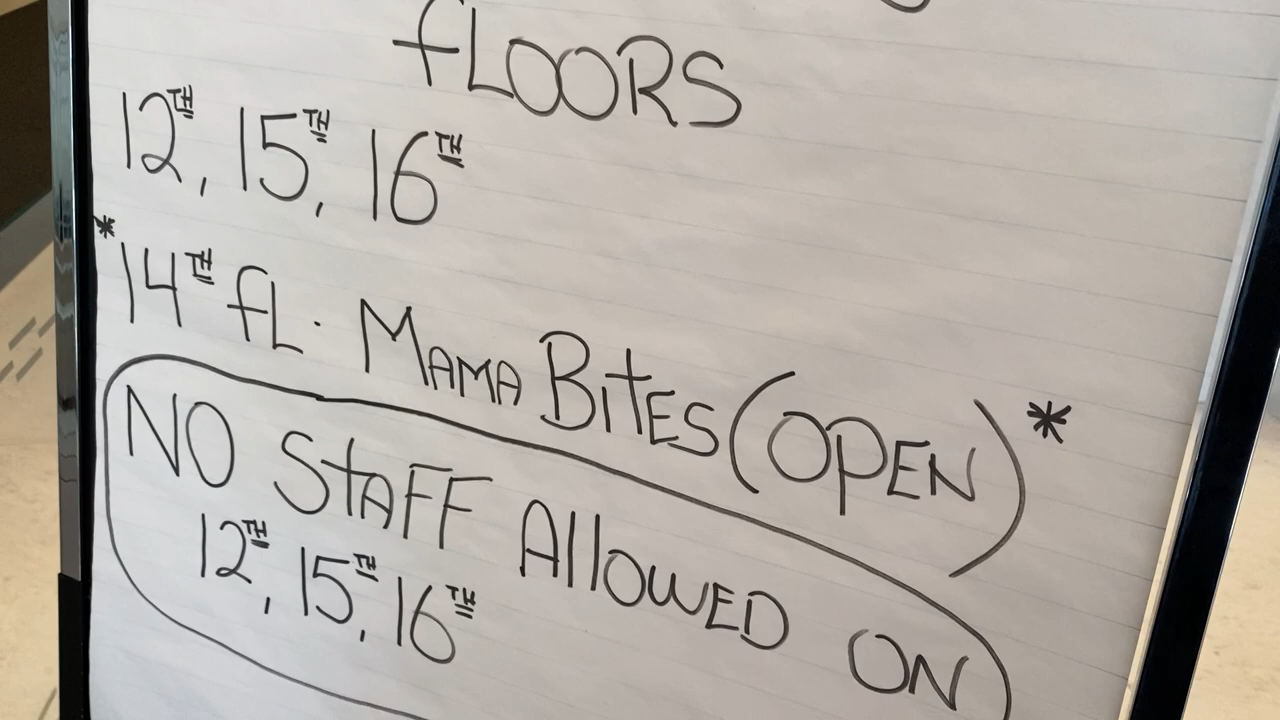 FLOORS
12TH, 15TH, 16TH
*14TH FL. MAMA BITES (OPEN)*
NO STAFF AllOWED ON
12TH, 15TH, 16TH